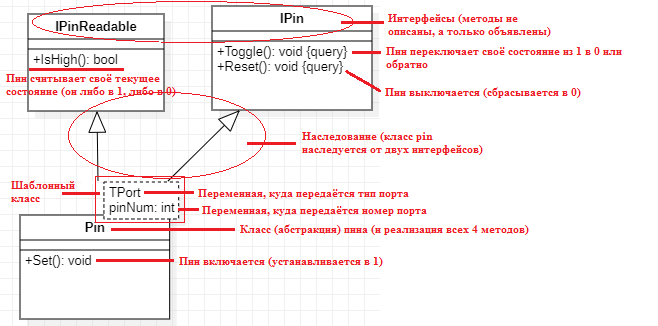 IPinReadable
IPin
Интерфейсы (методы не
описаны, а только объявлены)
+IsHigh(): bool
+Toggle(): void {query}
+Reset(): void {query}
Пин переключает своё состояние из 1 в 0 или
обратно
Пин считывает своё текущее
состояние (он либо в 1, либо в 0)
Пин выключается (сбрасывается в 0)
Наследование (класс pin
наследуется от двух интерфейсов)
Шаблонный
класс
TPort
pinNum: int
Переменная, куда передаётся тип порта
Переменная, куда передаётся номер порта
Pin
Класс (абстракция) пина (и реализация всех 4 методов)
+Set(): void
Пин включается (устанавливается в 1)